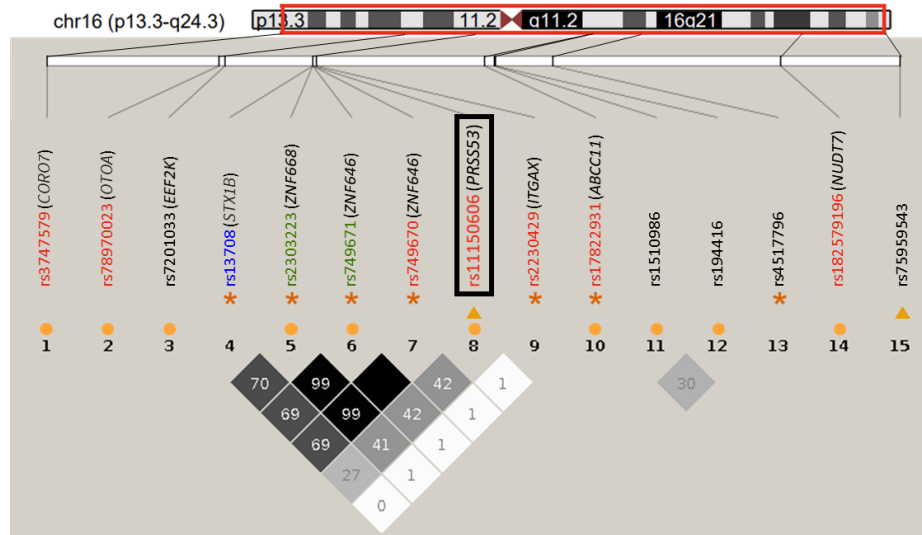 chr16 (p13.3-q24.3)
p13.3 11.2 q11.2 16q21
rs3747579 (CORO7)
rs78970023 (OTOA)
rs7201033 (EEF2K)
rs13708 (STX1B)
rs2303223 (ZNF668)
rs749671 (ZNF646)
rs749670 (ZNF646)
rs11150606 (PRSS53)
rs2230429 (ITGAX)
rs17822931 (ABCC11)
rs1510986
rs194416
rs4517796
rs182579196 (NUDT7)
rs75959543
* * * * * * *
1 2 3 4 5 6 7 8 9 10 11 12 13 14 15
70 99 42 1 30
69 99 42 1
69 41 1
27 1
0